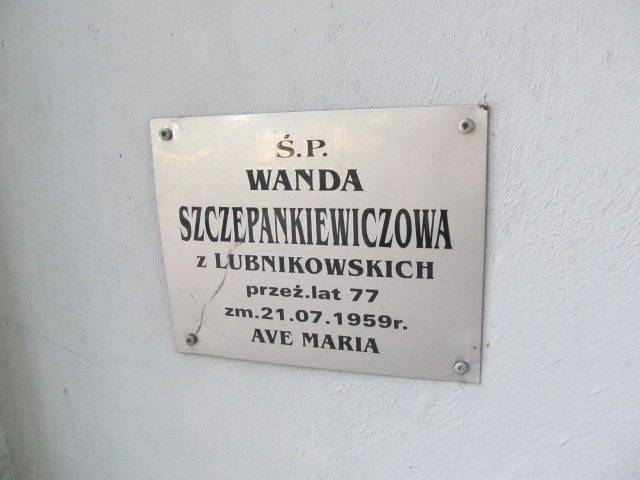 Ś.P.
WANDA
SZCZEPANKIEWICZOWA
z LUBNIKOWSKICH
przeż.lat 77
zm.21.07.1959r.
AVE MARIA